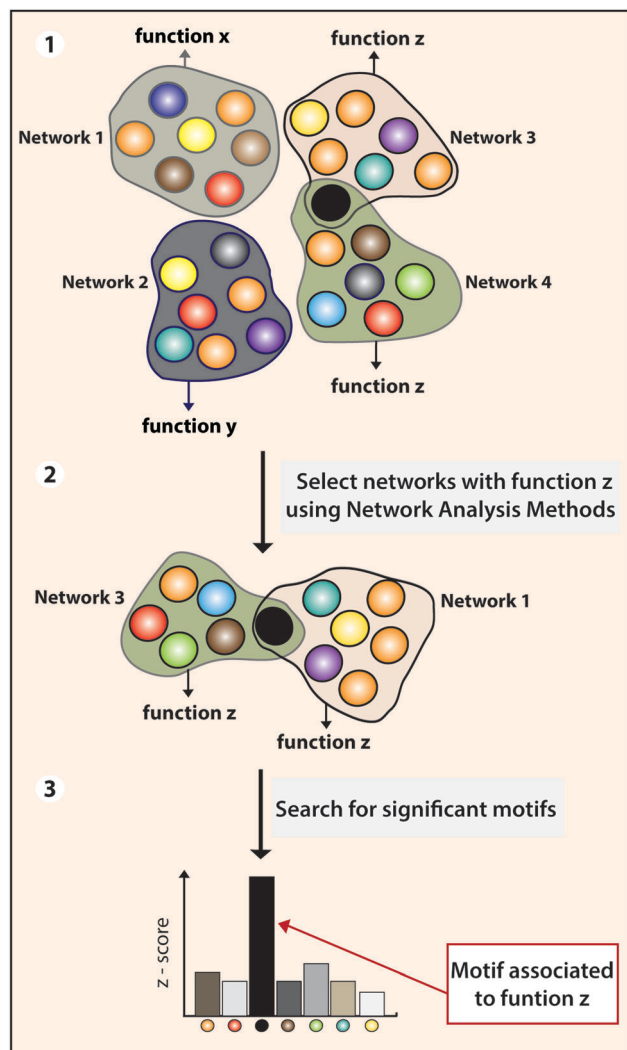 1
function x
function z
Network 1
Network 3
Network 2
Network 4
function z
function y
2
Select networks with function z
using Network Analysis Methods
Network 3
Network 1
function z
function z
3
Search for significant motifs
z - score
Motif associated
to funtion z